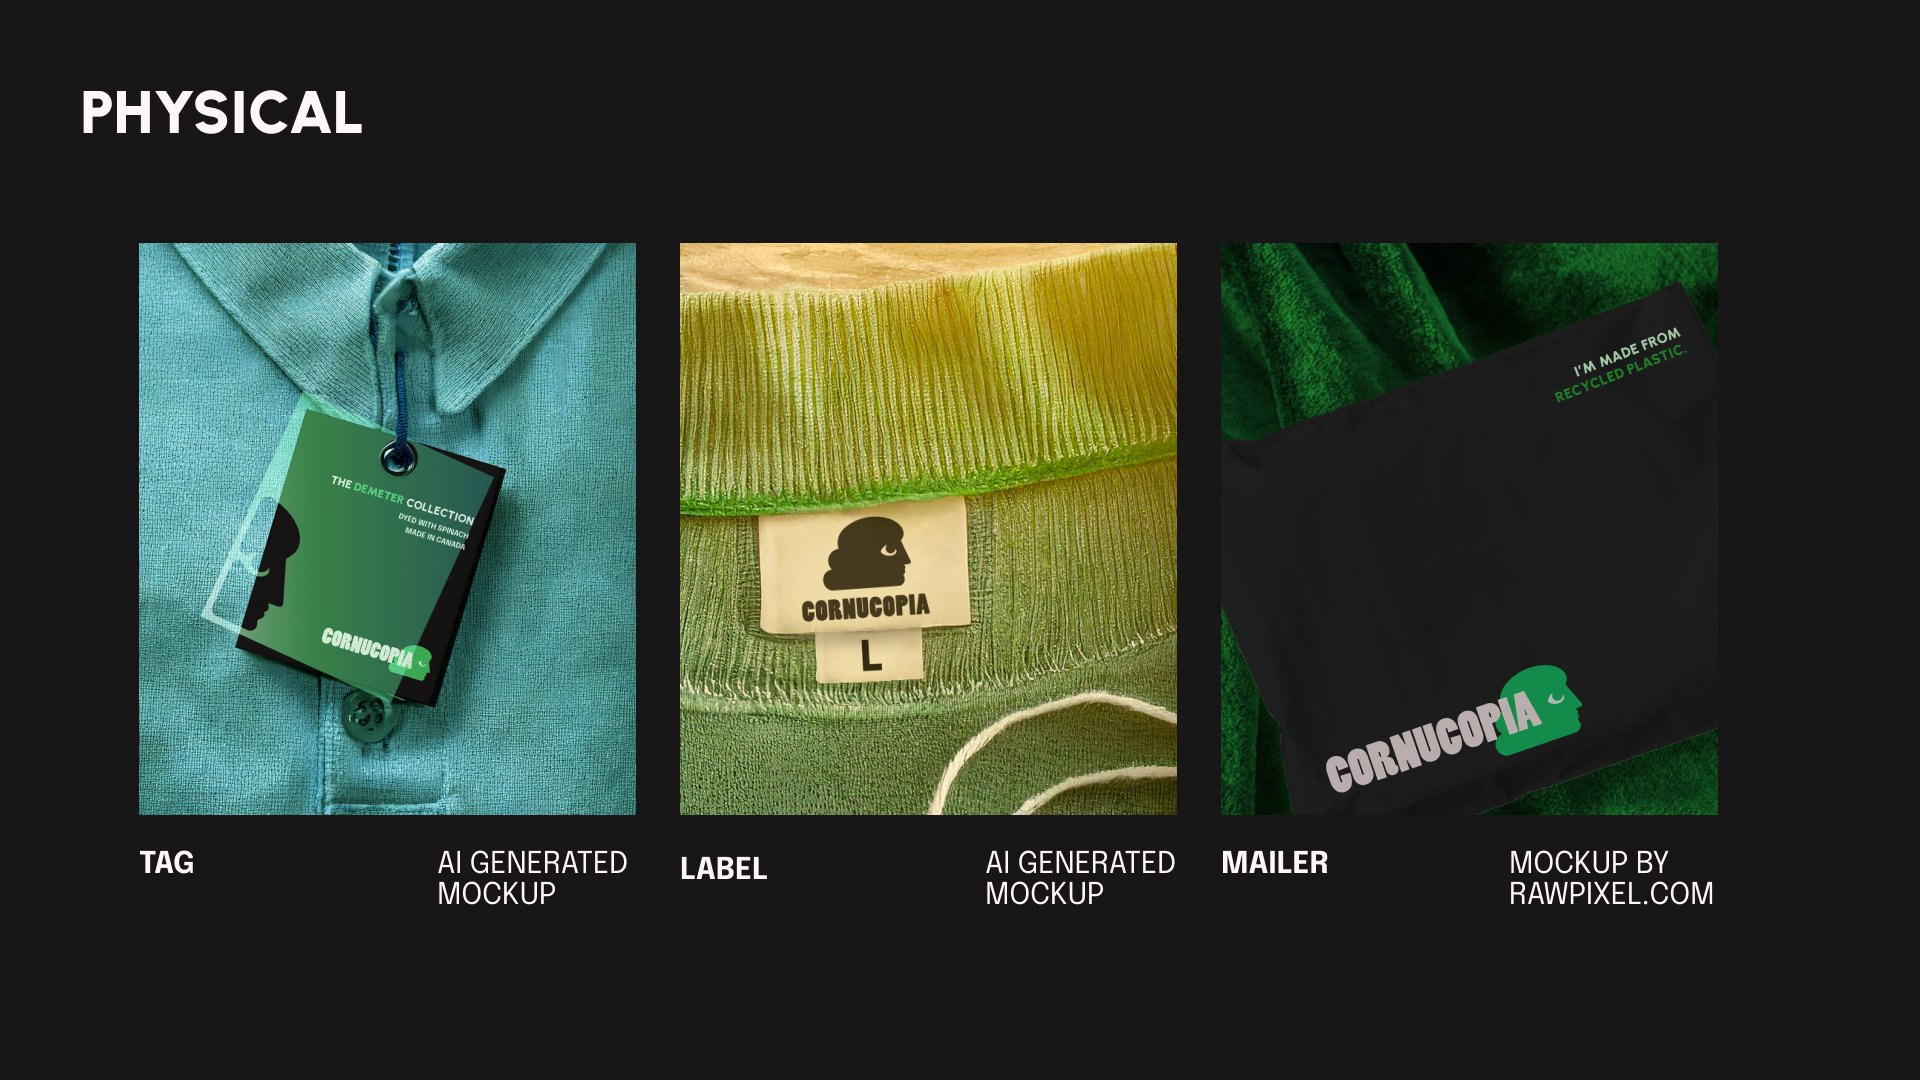 PHYSICAL
THE DEMETER COLLECTION
DYED WITH SPINACH
MADE IN CANADA
CORNUCOPIA
CORNUCOPIA
L
I'M MADE FROM
RECYCLED PLASTIC.
CORNUCOPIA
TAG
AI GENERATED
MOCKUP
LABEL
AI GENERATED
MOCKUP
MAILER
MOCKUP BY
RAWPIXEL.COM